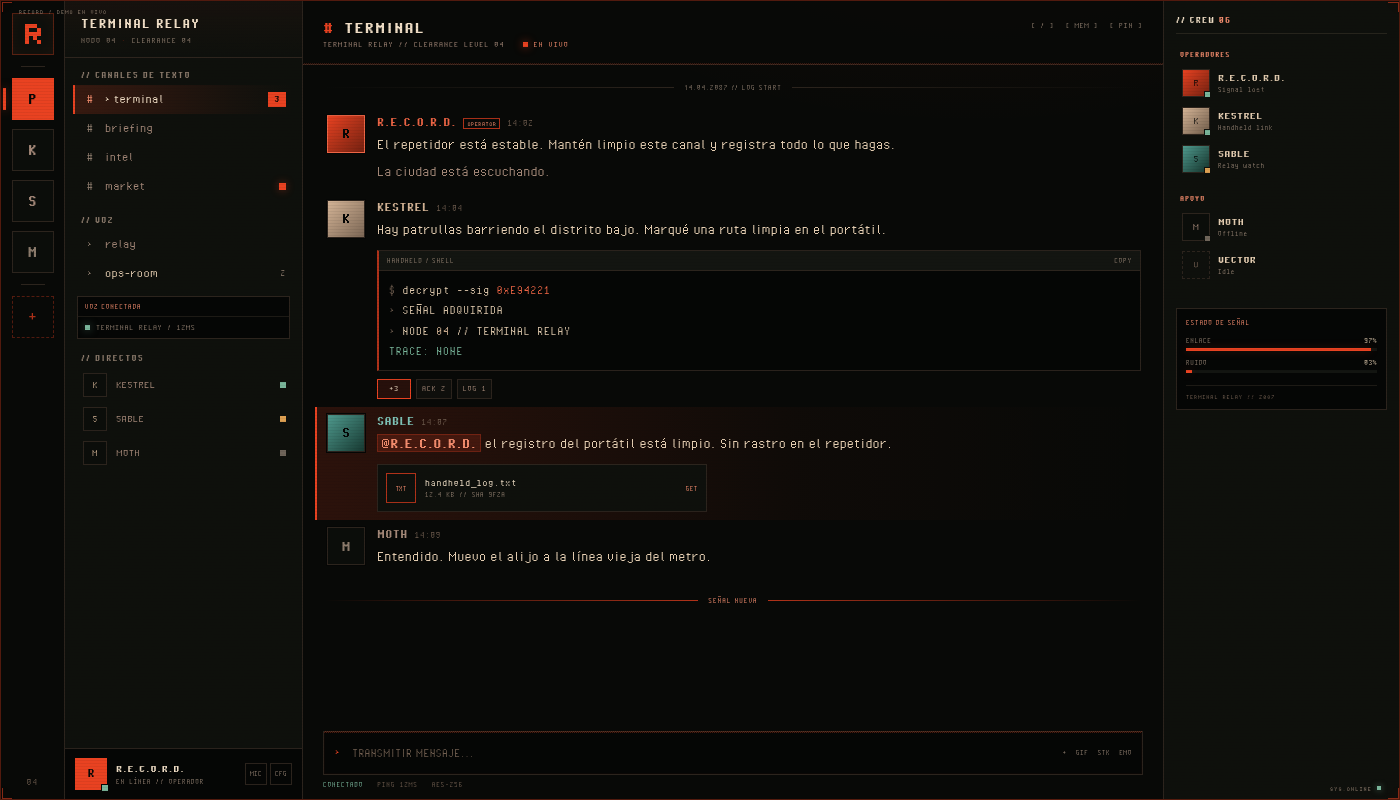 RECORD / DEMO EN VIVO
P
K
S
M
+
04
TERMINAL RELAY
NODO 04 · CLEARANCE 04
// CANALES DE TEXTO
# › terminal 3
# briefing
# intel
# market
// VOZ
› relay
› ops-room 2
VOZ CONECTADA
TERMINAL RELAY / 12MS
// DIRECTOS
K KESTREL
S SABLE
M MOTH
R R.E.C.O.R.D.
EN LÍNEA // OPERADOR
MIC CFG
# TERMINAL
TERMINAL RELAY // CLEARANCE LEVEL 04 EN VIVO
[ / ] [ MEM ] [ PIN ]
14.04.2087 // LOG START
R R.E.C.O.R.D. OPERATOR 14:02
El repetidor está estable. Mantén limpio este canal y registra todo lo que hagas.
La ciudad está escuchando.
K KESTREL 14:04
Hay patrullas barriendo el distrito bajo. Marqué una ruta limpia en el portátil.
HANDHELD / SHELL COPY
$ decrypt --sig 0xE94221
› SEÑAL ADQUIRIDA
› NODE 04 // TERMINAL RELAY
TRACE: NONE
+3 ACK 2 LOG 1
S SABLE 14:07
@R.E.C.O.R.D. el registro del portátil está limpio. Sin rastro en el repetidor.
TXT handheld_log.txt GET
12.4 KB // SHA 9F2A
M MOTH 14:09
Entendido. Muevo el alijo a la línea vieja del metro.
SEÑAL NUEVA
TRANSMITIR MENSAJE...
+ GIF STK EMO
CONECTADO PING 12MS AES-256
// CREW 06
OPERADORES
R R.E.C.O.R.D.
Signal lost
K KESTREL
Handheld link
S SABLE
Relay watch
APOYO
M MOTH
Offline
V VECTOR
Idle
ESTADO DE SEÑAL
ENLACE 97%
RUIDO 03%
TERMINAL RELAY // 2087
SYS.ONLINE